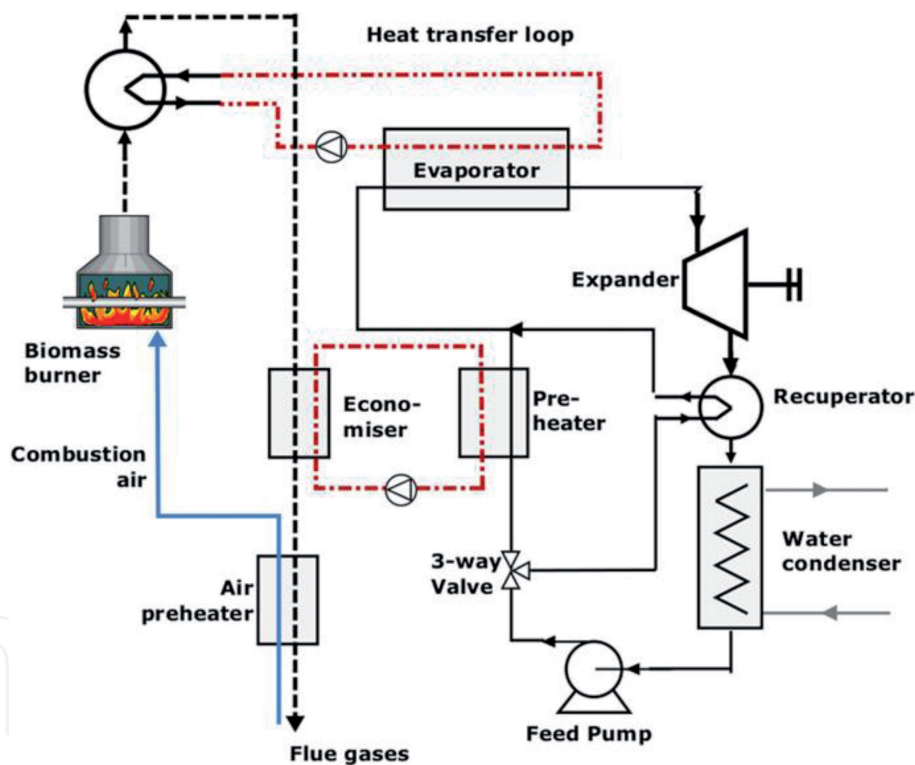 Heat transfer loop
Evaporator
Expander
Biomass
burner
Econo-
miser
Pre-
heater
Recuperator
Combustion
air
3-way
Valve
Water
condenser
Air
preheater
Feed Pump
Flue gases